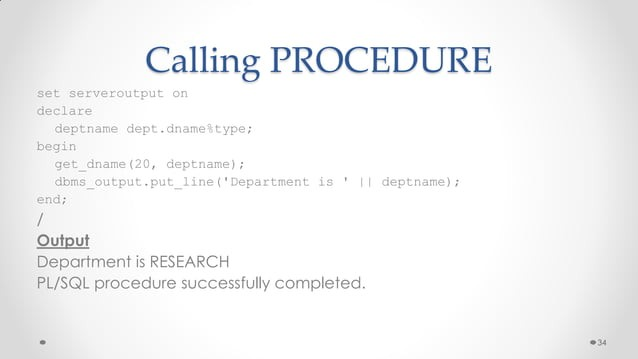 Calling PROCEDURE
set serveroutput on
declare
deptname dept.dname%type;
begin
get_dname(20, deptname);
dbms_output.put_line('Department is ' || deptname);
end;
/
Output
Department is RESEARCH
PL/SQL procedure successfully completed.
34